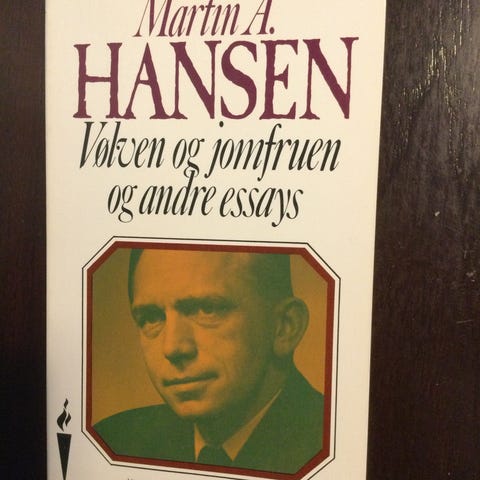 Martin A.
HANSEN
Vølven og jomfruen
og andre essays